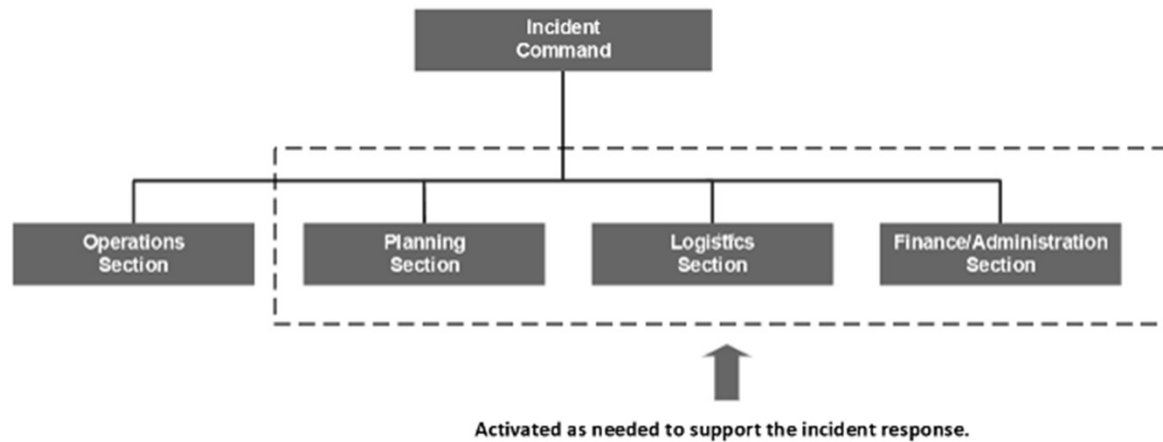 Incident
Command
Operations
Section
Planning
Section
Logistics
Section
Finance/Administration
Section
Activated as needed to support the incident response.